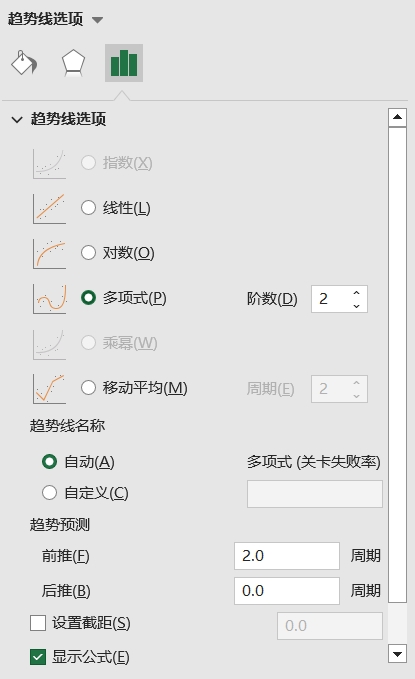 趋势线选项
趋势线选项
指数(X)
线性(L)
对数(O)
多项式(P) 阶数(D) 2
乘幂(W)
移动平均(M) 周期(E) 2
趋势线名称
自动(A) 多项式 (关卡失败率)
自定义(C)
趋势预测
前推(F) 2.0 周期
后推(B) 0.0 周期
设置截距(S) 0.0
显示公式(E)